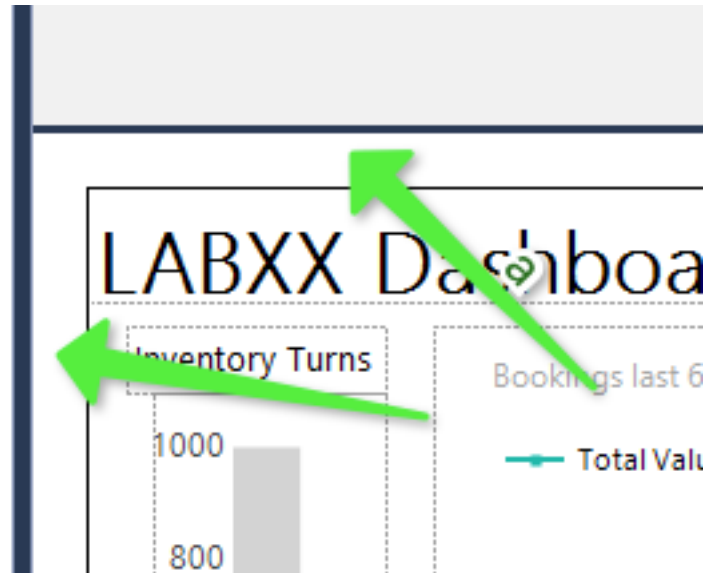 LABXX Dashboa
a
Inventory Turns
Bookings last 6
1000
Total Valu
800